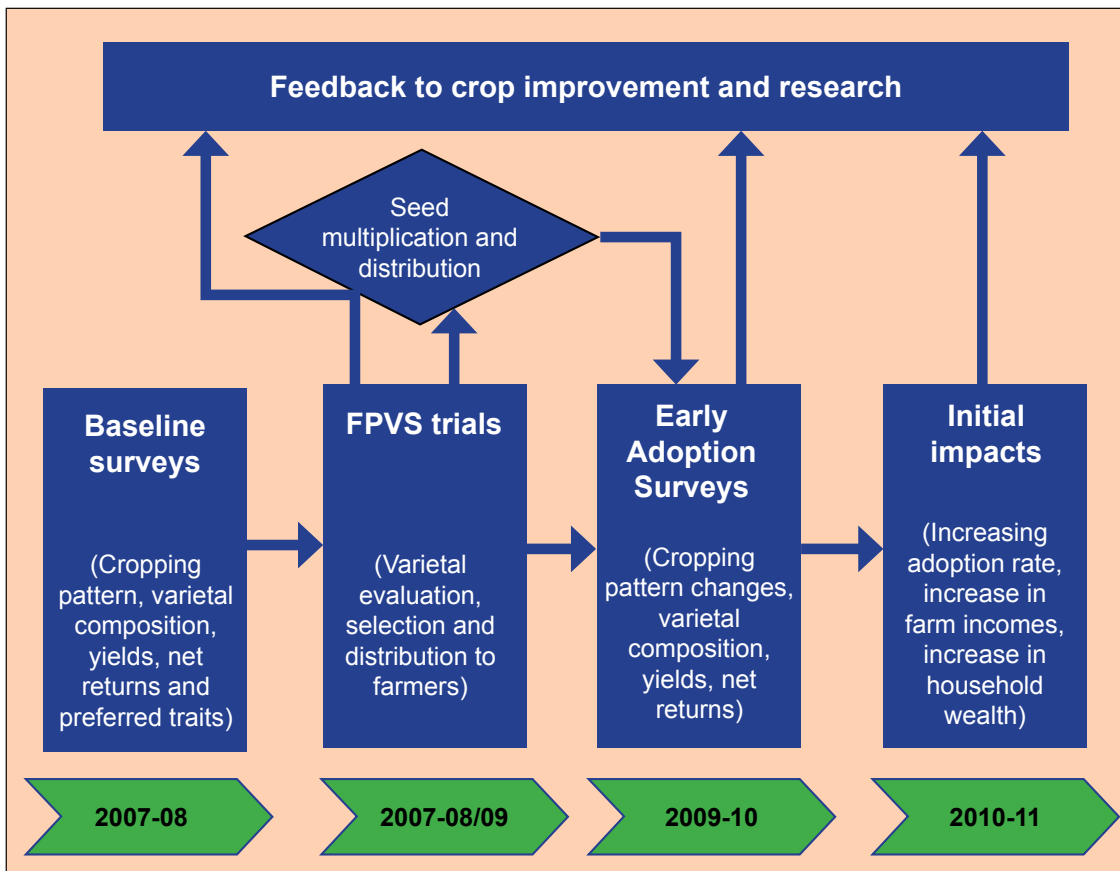 Feedback to crop improvement and research
Seed
multiplication and
distribution
Baseline
surveys
(Cropping
pattern, varietal
composition,
yields, net
returns and
preferred traits)
FPVS trials
(Varietal
evaluation,
selection and
distribution to
farmers)
Early
Adoption
Surveys
(Cropping
pattern changes,
varietal
composition,
yields, net
returns)
Initial
impacts
(Increasing
adoption rate,
increase in
farm incomes,
increase in
household
wealth)
2007-08
2007-08/09
2009-10
2010-11